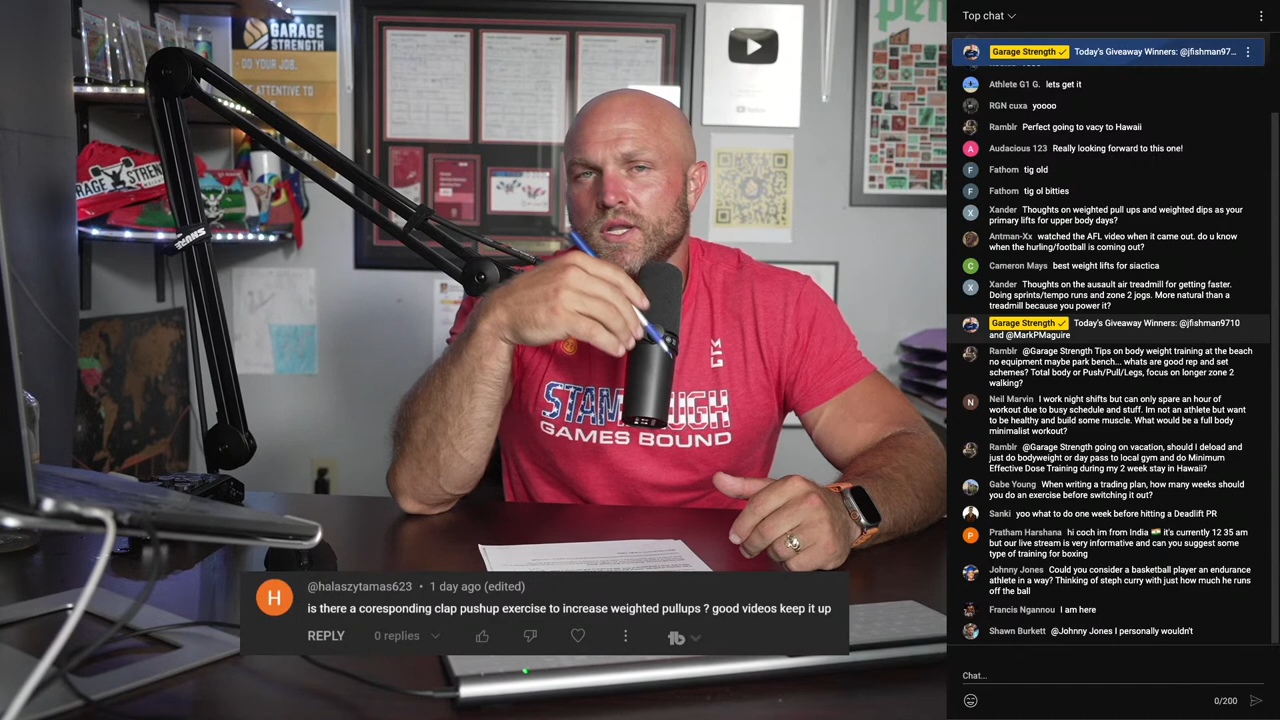 GARAGE
STRENGTH
DO YOUR JOB.
ATTENTIVE TO
SHURE
GAMES BOUND
@halaszytamas623 • 1 day ago (edited)
is there a coresponding clap pushup exercise to increase weighted pullups ? good videos keep it up
REPLY
0 replies
Top chat
Garage Strength Today's Giveaway Winners: @jfishman97...
Athlete G1 G. lets get it
RGN cuxa yoooo
Ramblr Perfect going to vacy to Hawaii
Audacious 123 Really looking forward to this one!
Fathom tig old
Fathom tig ol bitties
Xander Thoughts on weighted pull ups and weighted dips as your
primary lifts for upper body days?
Antman-Xx watched the AFL video when it came out. do u know
when the hurling/football is coming out?
Cameron Mays best weight lifts for siactica
Xander Thoughts on the ausault air treadmill for getting faster.
Doing sprints/tempo runs and zone 2 jogs. More natural than a
treadmill because you power it?
Garage Strength Today's Giveaway Winners: @jfishman9710
and @MarkPMaguire
Ramblr @Garage Strength Tips on body weight training at the beach
no equipment maybe park bench... whats are good rep and set
schemes? Total body or Push/Pull/Legs, focus on longer zone 2
walking?
Neil Marvin I work night shifts but can only spare an hour of
workout due to busy schedule and stuff. Im not an athlete but want
to be healthy and build some muscle. What would be a full body
minimalist workout?
Ramblr @Garage Strength going on vacation, should I deload and
just do bodyweight or day pass to local gym and do Minimum
Effective Dose Training during my 2 week stay in Hawaii?
Gabe Young When writing a trading plan, how many weeks should
you do an exercise before switching it out?
Sanki yoo what to do one week before hitting a Deadlift PR
Pratham Harshana hi coch im from India 🇮🇳 it's currently 12 35 am
but our live stream is very informative and can you suggest some
type of training for boxing
Johnny Jones Could you consider a basketball player an endurance
athlete in a way? Thinking of steph curry with just how much he runs
off the ball
Francis Ngannou I am here
Shawn Burkett @Johnny Jones I personally wouldn't
Chat...
0/200